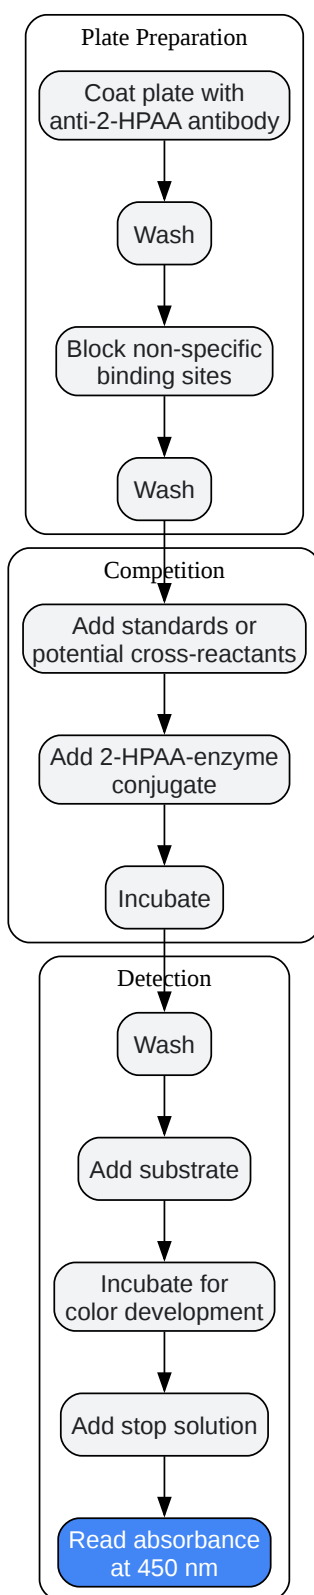 Plate Preparation
Coat plate with
anti-2-HPAA antibody
Wash
Block non-specific
binding sites
Wash
Competition
Add standards or
potential cross-reactants
Add 2-HPAA-enzyme
conjugate
Incubate
Detection
Wash
Add substrate
Incubate for
color development
Add stop solution
Read absorbance
at 450 nm